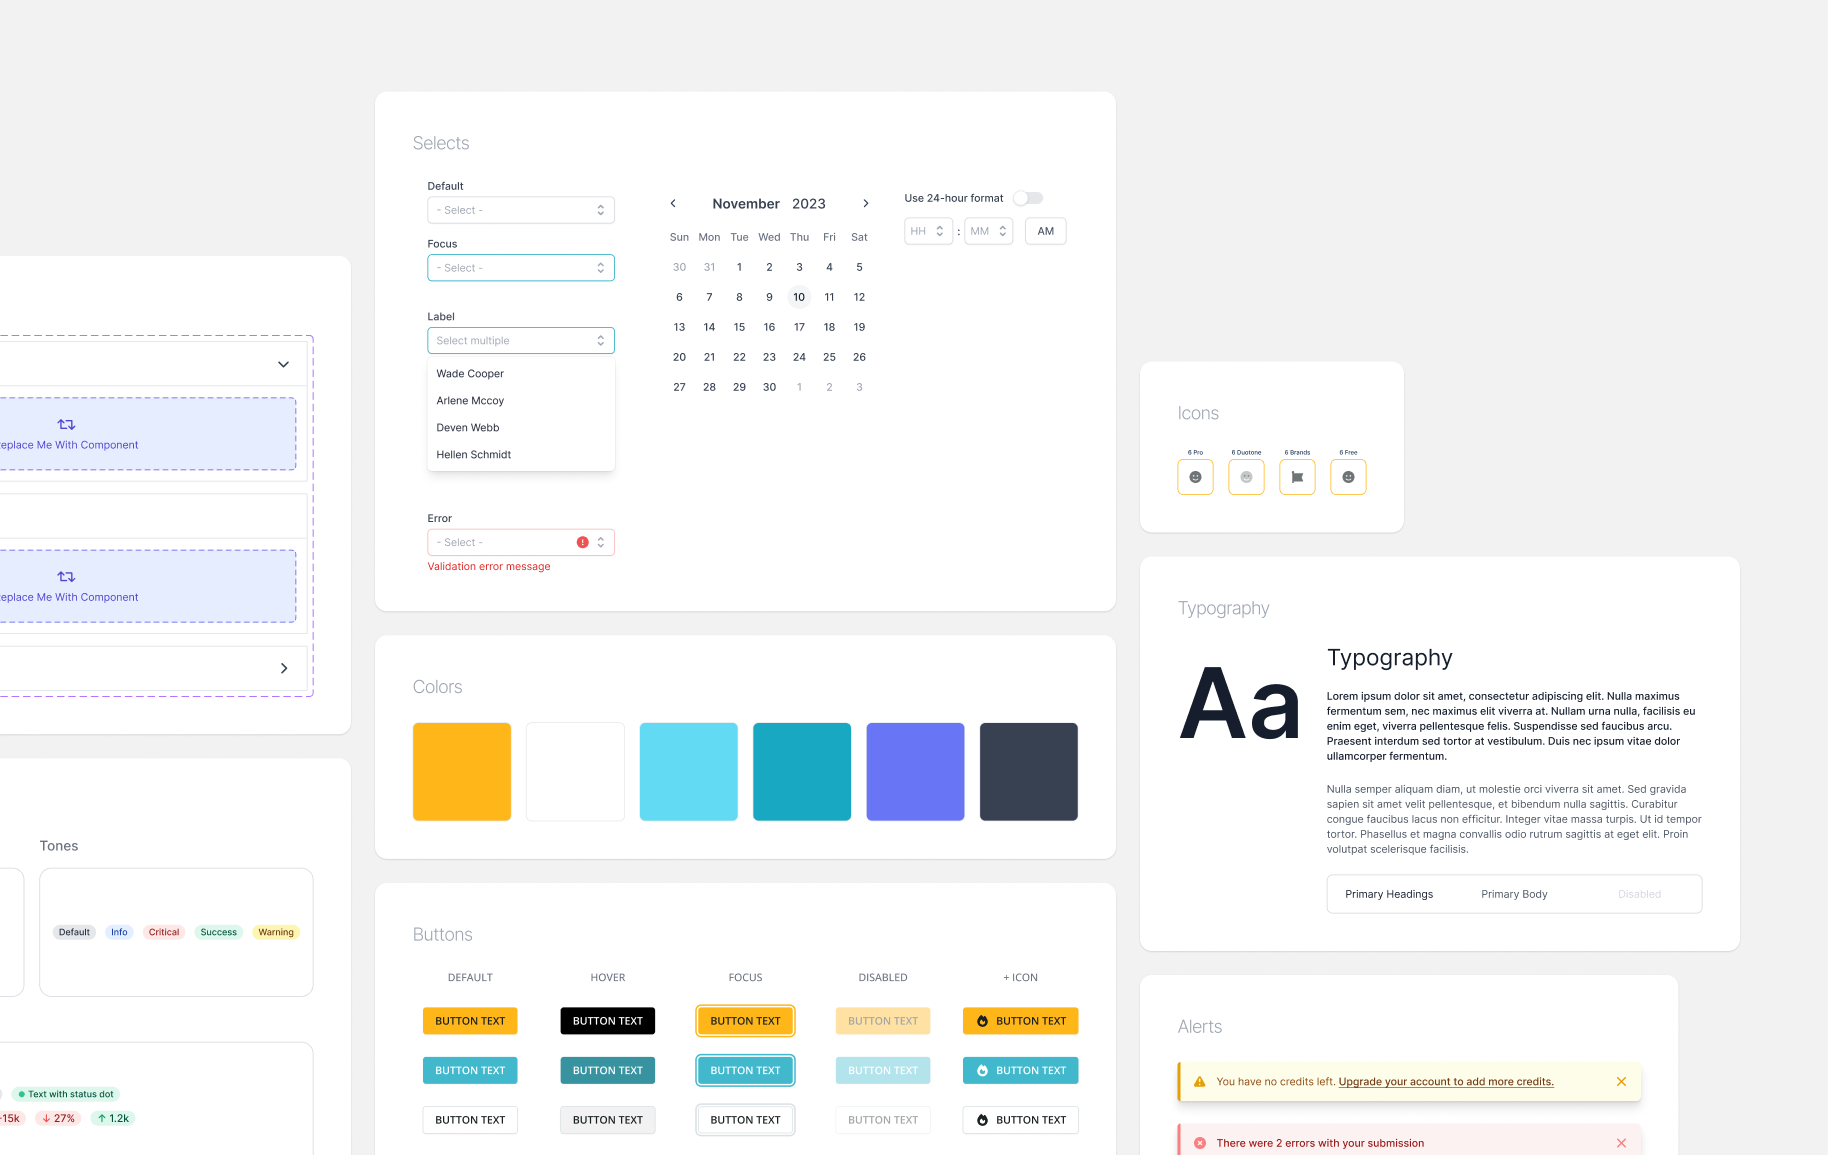 Selects
Default
- Select -
Focus
- Select -
Label
Select multiple
Wade Cooper
Arlene Mccoy
Deven Webb
Hellen Schmidt
Error
- Select -
Validation error message
November 2023
Sun Mon Tue Wed Thu Fri Sat
30 31 1 2 3 4 5
6 7 8 9 10 11 12
13 14 15 16 17 18 19
20 21 22 23 24 25 26
27 28 29 30 1 2 3
Use 24-hour format
HH : MM AM
eplace Me With Component
eplace Me With Component
Tones
Default Info Critical Success Warning
Text with status dot
15k 27% 1.2k
Colors
Buttons
DEFAULT HOVER FOCUS DISABLED + ICON
BUTTON TEXT BUTTON TEXT BUTTON TEXT BUTTON TEXT BUTTON TEXT
BUTTON TEXT BUTTON TEXT BUTTON TEXT BUTTON TEXT BUTTON TEXT
BUTTON TEXT BUTTON TEXT BUTTON TEXT BUTTON TEXT BUTTON TEXT
Icons
6 Pro 6 Duotone 6 Brands 6 Free
Typography
Aa
Typography
Lorem ipsum dolor sit amet, consectetur adipiscing elit. Nulla maximus
fermentum sem, nec maximus elit viverra at. Nullam urna nulla, facilisis eu
enim eget, viverra pellentesque felis. Suspendisse sed faucibus arcu.
Praesent interdum sed tortor at vestibulum. Duis nec ipsum vitae dolor
ullamcorper fermentum.
Nulla semper aliquam diam, ut molestie orci viverra sit amet. Sed gravida
sapien sit amet velit pellentesque, et bibendum nulla sagittis. Curabitur
congue faucibus lacus non efficitur. Integer vitae massa turpis. Ut id tempor
tortor. Phasellus et magna convallis odio rutrum sagittis at eget elit. Proin
volutpat scelerisque facilisis.
Primary Headings Primary Body Disabled
Alerts
You have no credits left. Upgrade your account to add more credits.
There were 2 errors with your submission